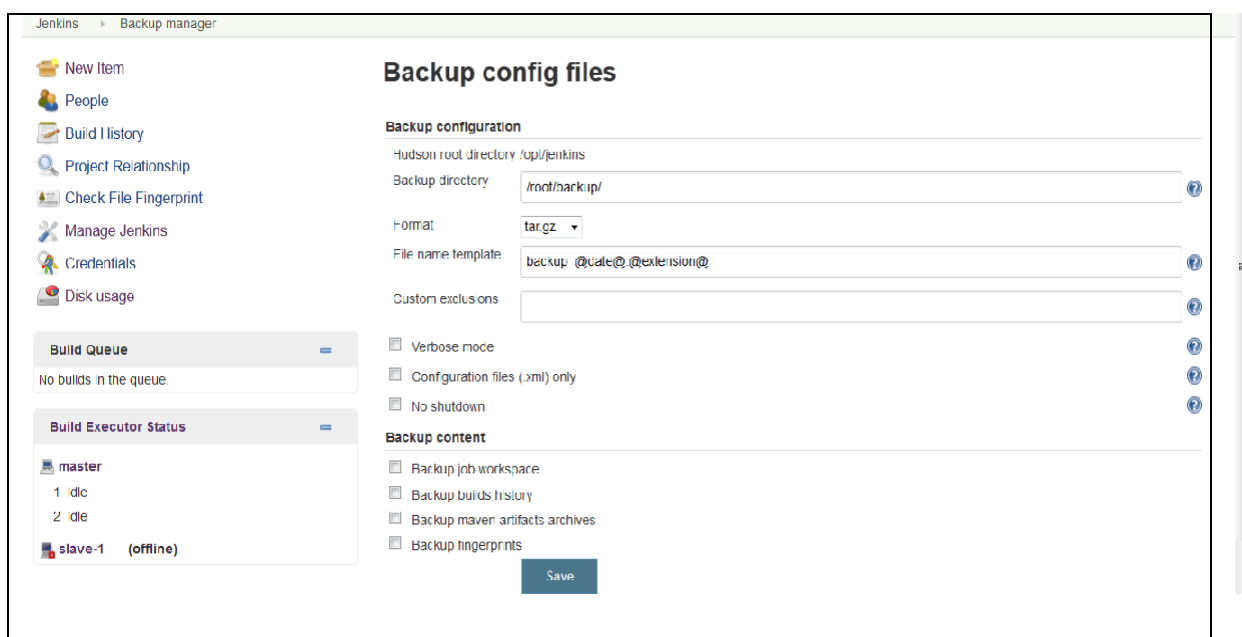 Jenkins Backup manager
New Item
People
Build History
Project Relationship
Check File Fingerprint
Manage Jenkins
Credentials
Disk usage
Build Queue
No builds in the queue.
Build Executor Status
master
1 Idle
2 Idle
slave-1 (offline)
Backup config files
Backup configuration
Hudson root directory /opt/jenkins
Backup directory /root/backup/
Format tar.gz
File name template backup_@date@.@extension@
Custom exclusions
Verbose mode
Configuration files (.xml) only
No shutdown
Backup content
Backup job workspace
Backup builds history
Backup maven artifacts archives
Backup fingerprints
Save